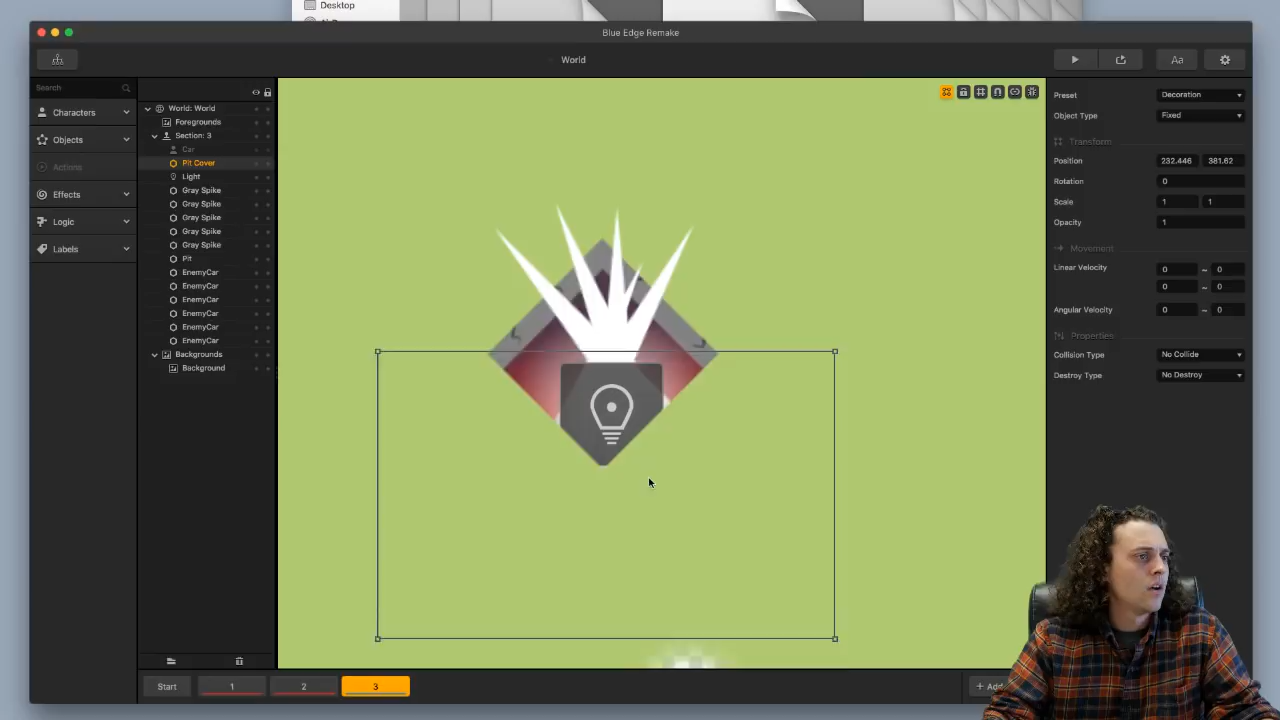 Desktop
Blue Edge Remake
World
Aa
Search
Characters
Objects
Actions
Effects
Logic
Labels
World: World
Foregrounds
Section: 3
Car
Pit Cover
Light
Gray Spike
Gray Spike
Gray Spike
Gray Spike
Gray Spike
Pit
EnemyCar
EnemyCar
EnemyCar
EnemyCar
EnemyCar
EnemyCar
Backgrounds
Background
Preset Decoration
Object Type Fixed
Transform
Position 232.446 381.62
Rotation 0
Scale 1 1
Opacity 1
Movement
Linear Velocity 0 ~ 0
0 ~ 0
Angular Velocity 0 ~ 0
Properties
Collision Type No Collide
Destroy Type No Destroy
Start 1 2 3
+ Add